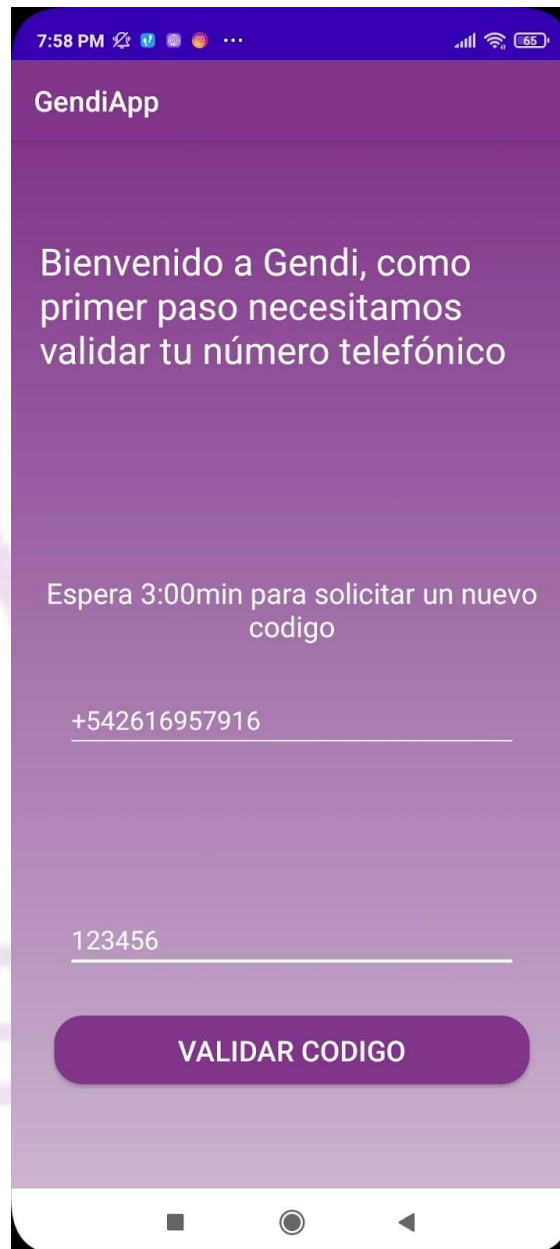 7:58 PM
65
GendiApp
Bienvenido a Gendi, como
primer paso necesitamos
validar tu número telefónico
Espera 3:00min para solicitar un nuevo
codigo
+542616957916
123456
VALIDAR CODIGO